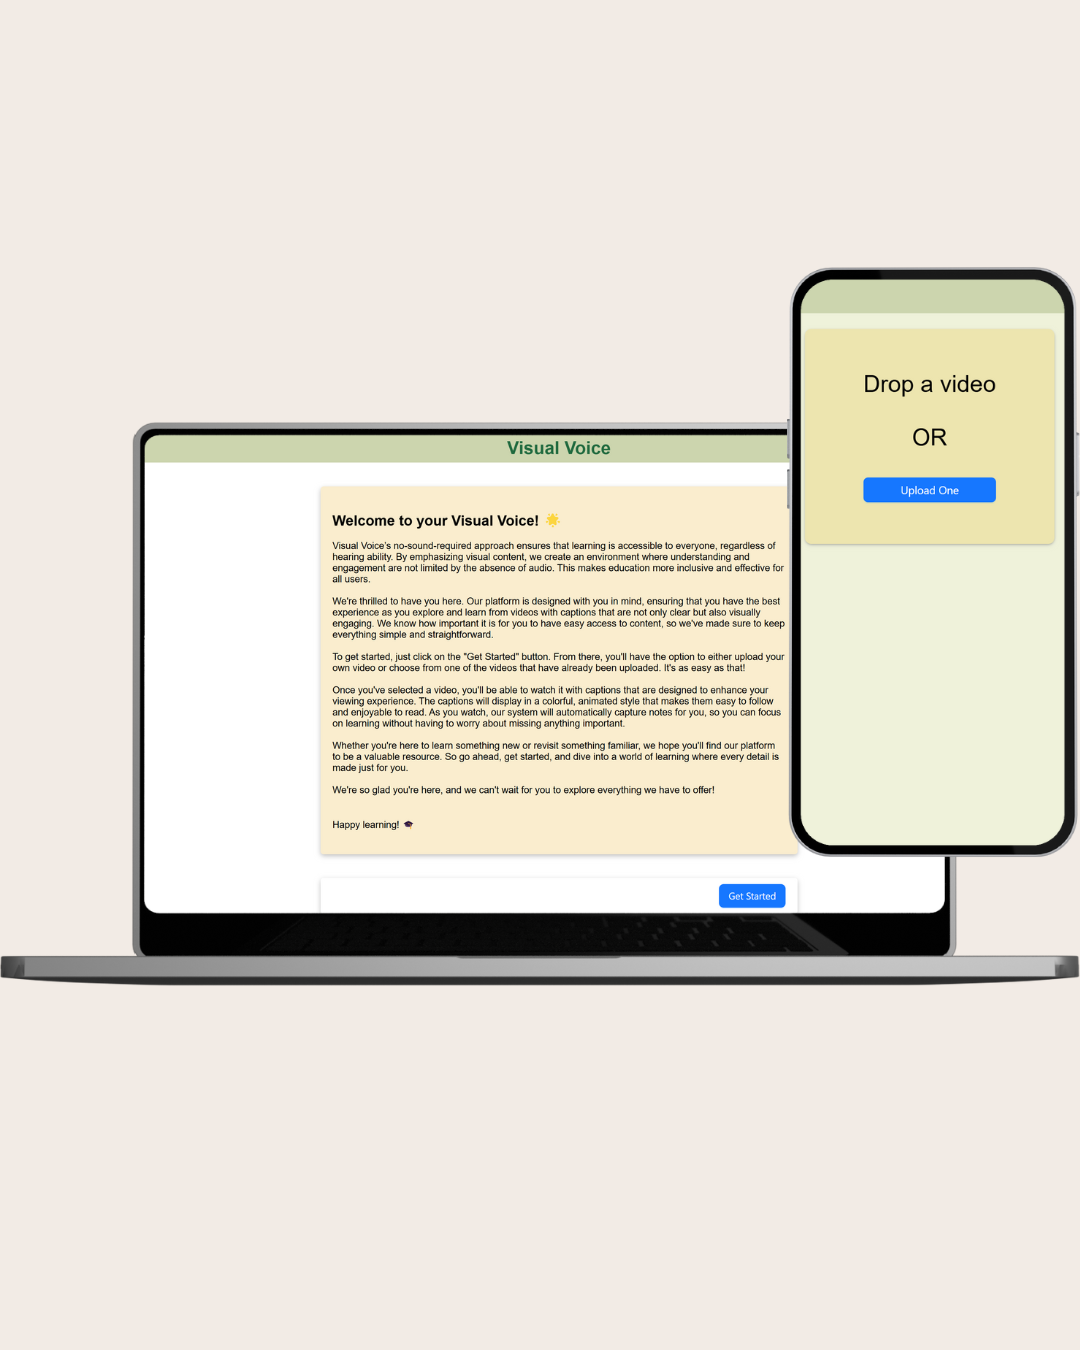 Visual Voice
Welcome to your Visual Voice! 🌟
Visual Voice's no-sound-required approach ensures that learning is accessible to everyone, regardless of
hearing ability. By emphasizing visual content, we create an environment where understanding and
engagement are not limited by the absence of audio. This makes education more inclusive and effective for
all users.
We're thrilled to have you here. Our platform is designed with you in mind, ensuring that you have the best
experience as you explore and learn from videos with captions that are not only clear but also visually
engaging. We know how important it is for you to have easy access to content, so we've made sure to keep
everything simple and straightforward.
To get started, just click on the "Get Started" button. From there, you'll have the option to either upload your
own video or choose from one of the videos that have already been uploaded. It's as easy as that!
Once you've selected a video, you'll be able to watch it with captions that are designed to enhance your
viewing experience. The captions will display in a colorful, animated style that makes them easy to follow
and enjoyable to read. As you watch, our system will automatically capture notes for you, so you can focus
on learning without having to worry about missing anything important.
Whether you're here to learn something new or revisit something familiar, we hope you'll find our platform
to be a valuable resource. So go ahead, get started, and dive into a world of learning where every detail is
made just for you.
We're so glad you're here, and we can't wait for you to explore everything we have to offer!
Happy learning! 🎓
Get Started
Drop a video
OR
Upload One